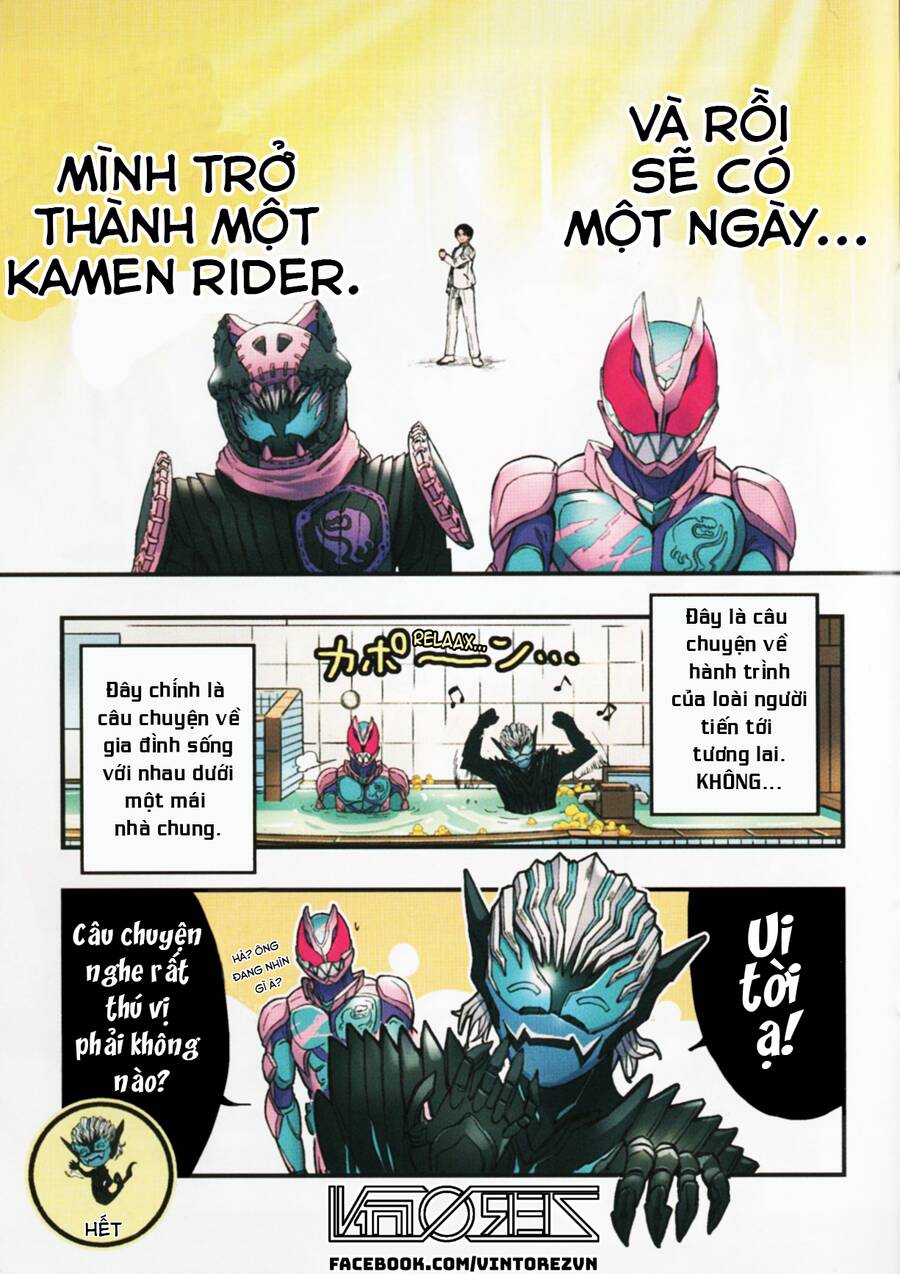 VÀ RỒI
SẼ CÓ
MỘT NGÀY...
MÌNH TRỞ
THÀNH MỘT
KAMEN RIDER.
Đây là câu
chuyện về
hành trình
của loài người
tiến tới
tương lai.
KHÔNG...
カポーン...
RELAAX...
Đây chính là
câu chuyện về
gia đình sống
với nhau dưới
một mái
nhà chung.
Ui
tời
ạ!
HẢ? ÔNG
ĐANG NHÌN
GÌ Ả?
Câu chuyện
nghe rất
thú vị
phải không
nào?
HẾT
FACEBOOK.COM/VINTOREZVN